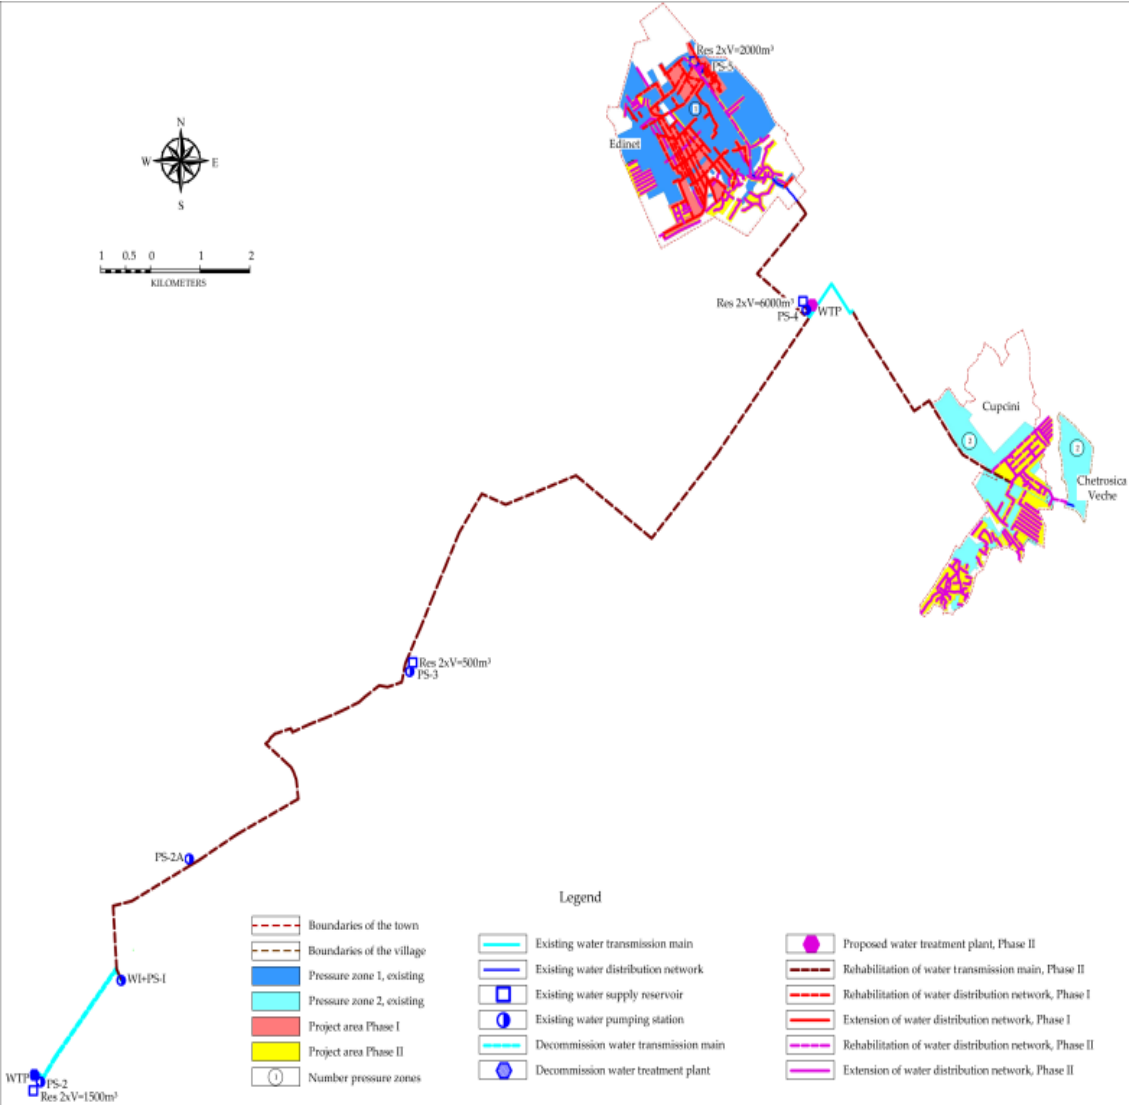 Res 2xV=2000m³
PS-5
Edinet
N
W
E
S
1 0.5 0 1 2
KILOMETERS
Res 2xV=6000m³
PS-4
WTP
Cupcini
2
2
Chetrosica
Veche
Res 2xV=500m³
PS-3
PS-2A
WI+PS-I
WTP
PS-2
Res 2xV=1500m³
Legend
Boundaries of the town
Boundaries of the village
Pressure zone 1, existing
Pressure zone 2, existing
Project area Phase I
Project area Phase II
1
Number pressure zones
Existing water transmission main
Existing water distribution network
Existing water supply reservoir
Existing water pumping station
Decommission water transmission main
Decommission water treatment plant
Proposed water treatment plant, Phase II
Rehabilitation of water transmission main, Phase II
Rehabilitation of water distribution network, Phase I
Extension of water distribution network, Phase I
Rehabilitation of water distribution network, Phase II
Extension of water distribution network, Phase II